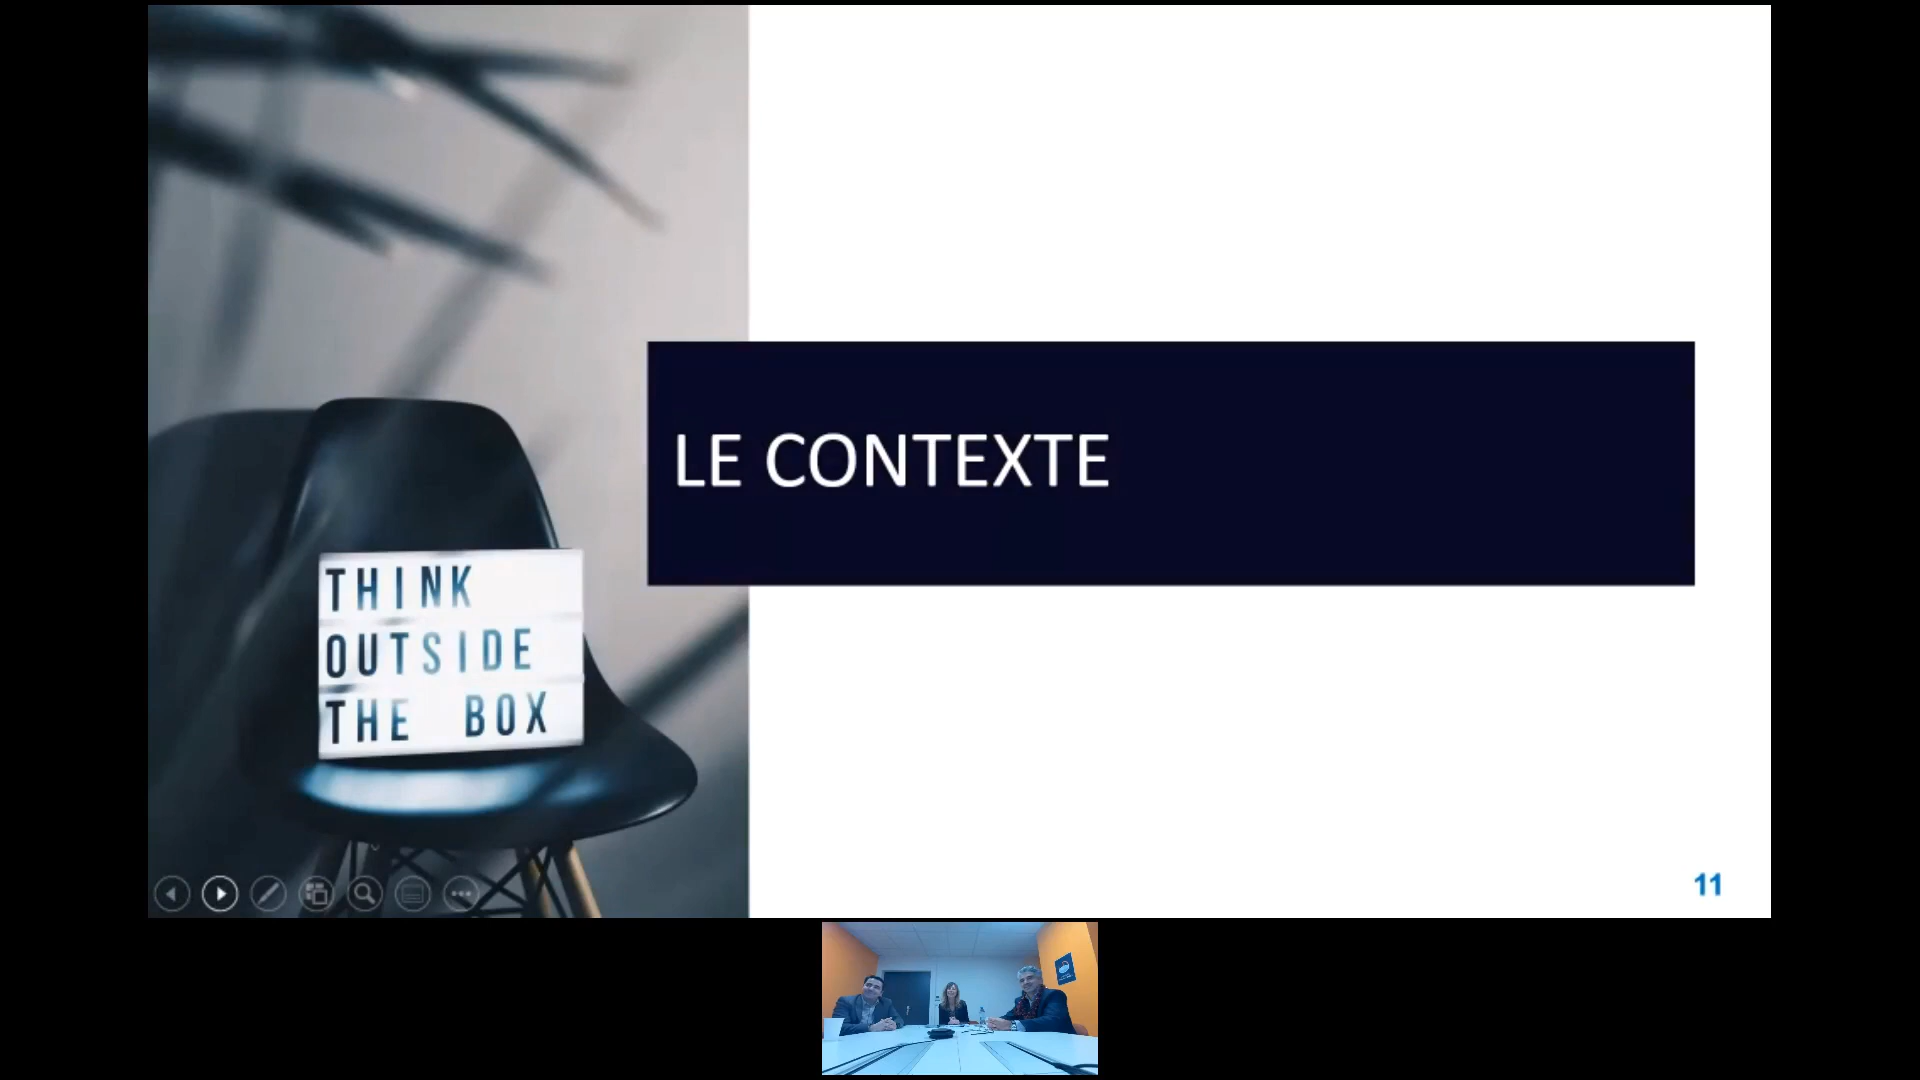 LE CONTEXTE
THINK
OUTSIDE
THE BOX
11